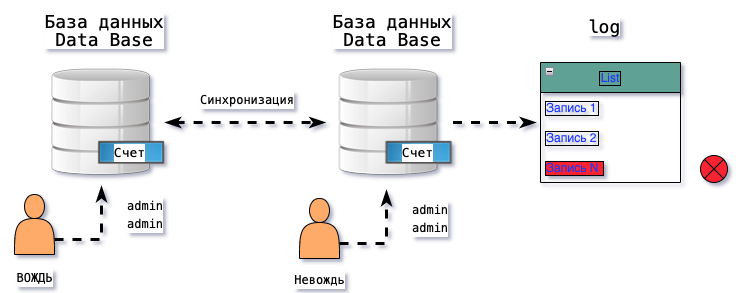 База данных
Data Base
База данных
Data Base
log
List
Синхронизация
Запись 1
Запись 2
Запись N
Счет
Счет
admin
admin
admin
admin
ВОЖДЬ
Невождь